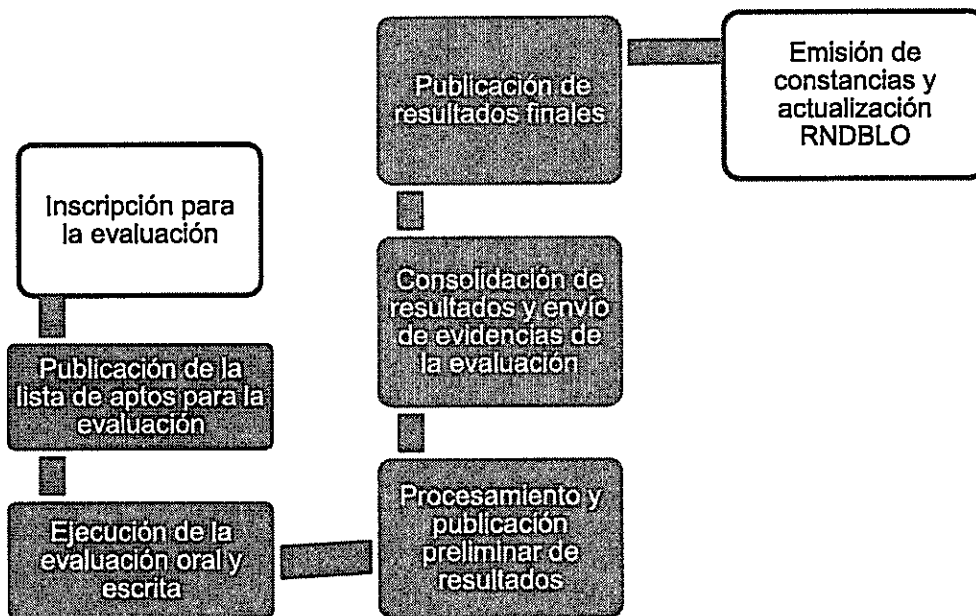 Inscripción para
la evaluación
Publicación de la
lista de aptos para la
evaluación
Ejecución de la
evaluación oral y
escrita
Procesamiento y
publicación
preliminar de
resultados
Consolidación de
resultados y envío
de evidencias de
la evaluación
Publicación de
resultados finales
Emisión de
constancias y
actualización
RNDBLO